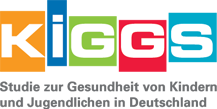 KiGGS
Studie zur Gesundheit von Kindern
und Jugendlichen in Deutschland